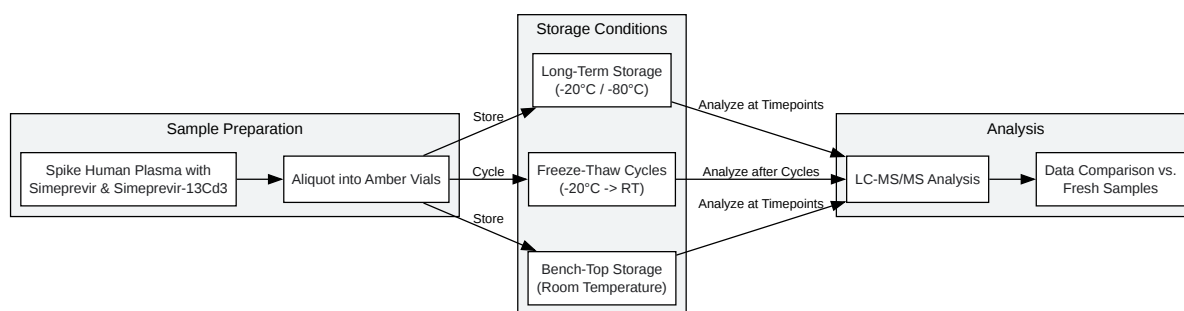 Sample Preparation
Spike Human Plasma with
Simeprevir & Simeprevir-13Cd3
Aliquot into Amber Vials
Store
Cycle
Store
Storage Conditions
Long-Term Storage
(-20°C / -80°C)
Freeze-Thaw Cycles
(-20°C -> RT)
Bench-Top Storage
(Room Temperature)
Analyze at Timepoints
Analyze after Cycles
Analyze at Timepoints
Analysis
LC-MS/MS Analysis
Data Comparison vs.
Fresh Samples